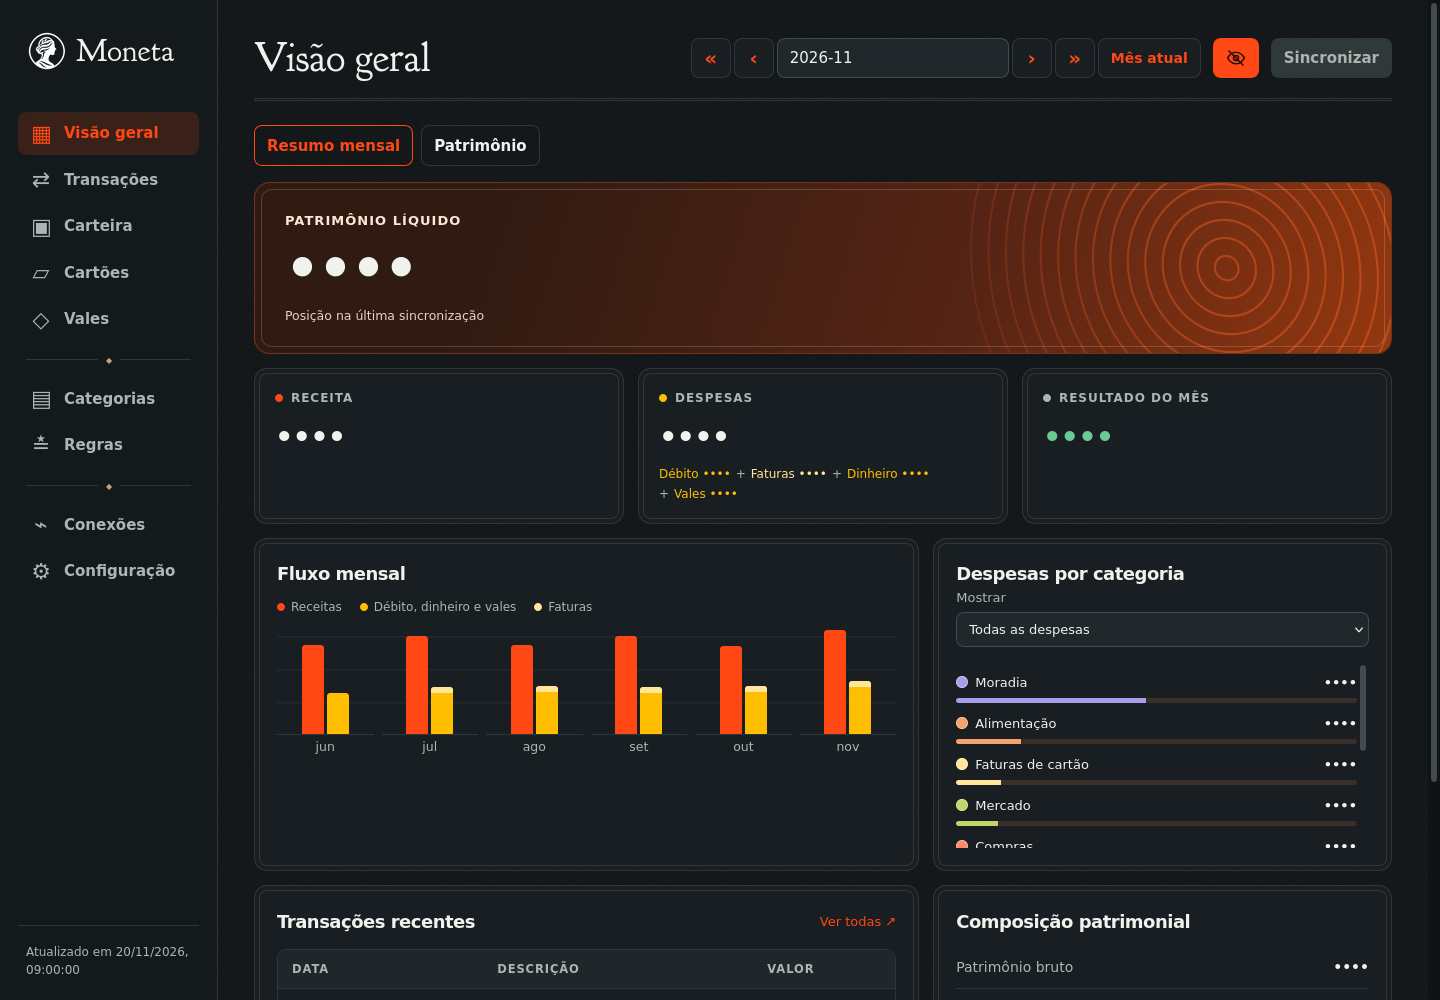 Moneta
Visão geral
Transações
Carteira
Cartões
Vales
Categorias
Regras
Conexões
Configuração
Atualizado em 20/11/2026,
09:00:00
Visão geral
« ‹ 2026-11 › » Mês atual Sincronizar
Resumo mensal Patrimônio
PATRIMÔNIO LÍQUIDO
••••
Posição na última sincronização
RECEITA
••••
DESPESAS
••••
Débito •••• + Faturas •••• + Dinheiro ••••
+ Vales ••••
RESULTADO DO MÊS
••••
Fluxo mensal
Receitas Débito, dinheiro e vales Faturas
jun jul ago set out nov
Despesas por categoria
Mostrar
Todas as despesas
Moradia ••••
Alimentação ••••
Faturas de cartão ••••
Mercado ••••
Compras ••••
Transações recentes Ver todas ↗
DATA DESCRIÇÃO VALOR
Composição patrimonial
Patrimônio bruto ••••